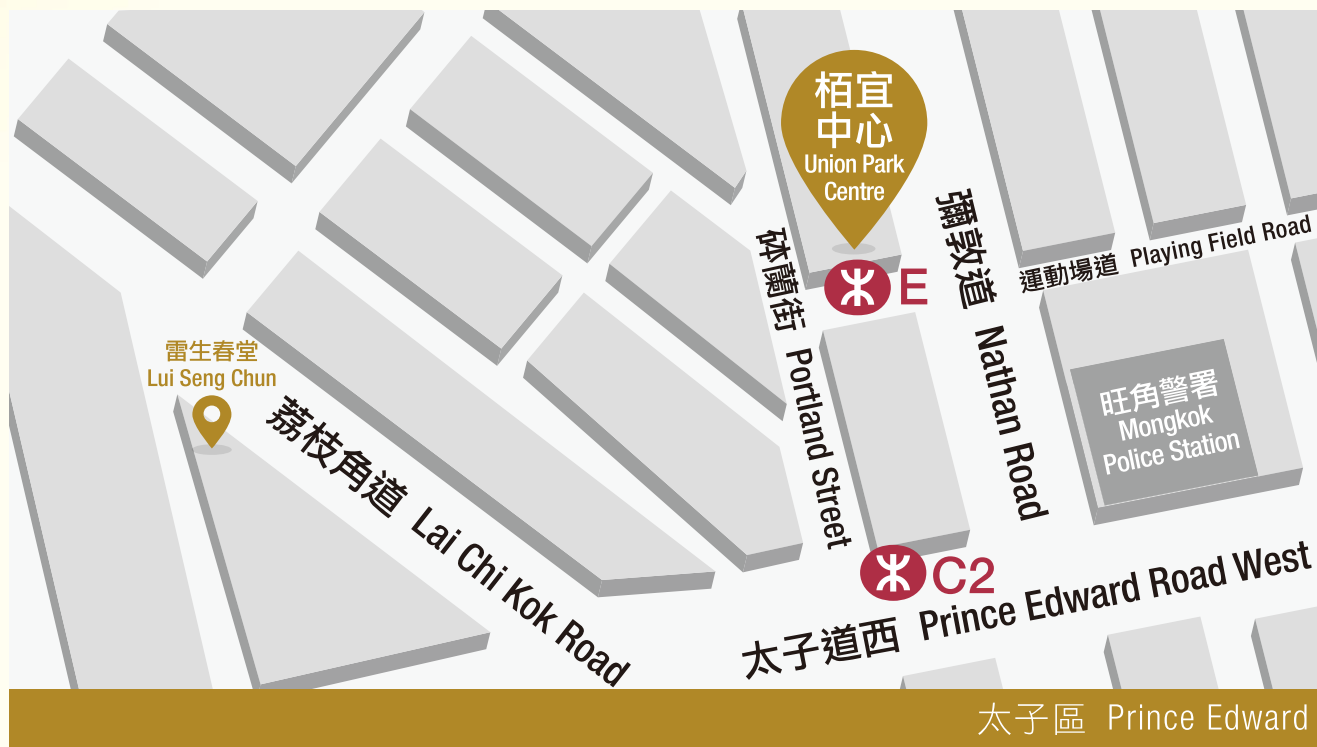 栢宜
中心
Union Park
Centre
彌敦道 Nathan Road
砵蘭街 Portland Street
運動場道 Playing Field Road
E
雷生春堂
Lui Seng Chun
荔枝角道 Lai Chi Kok Road
旺角警署
Mongkok
Police Station
C2
太子道西 Prince Edward Road West
太子區 Prince Edward